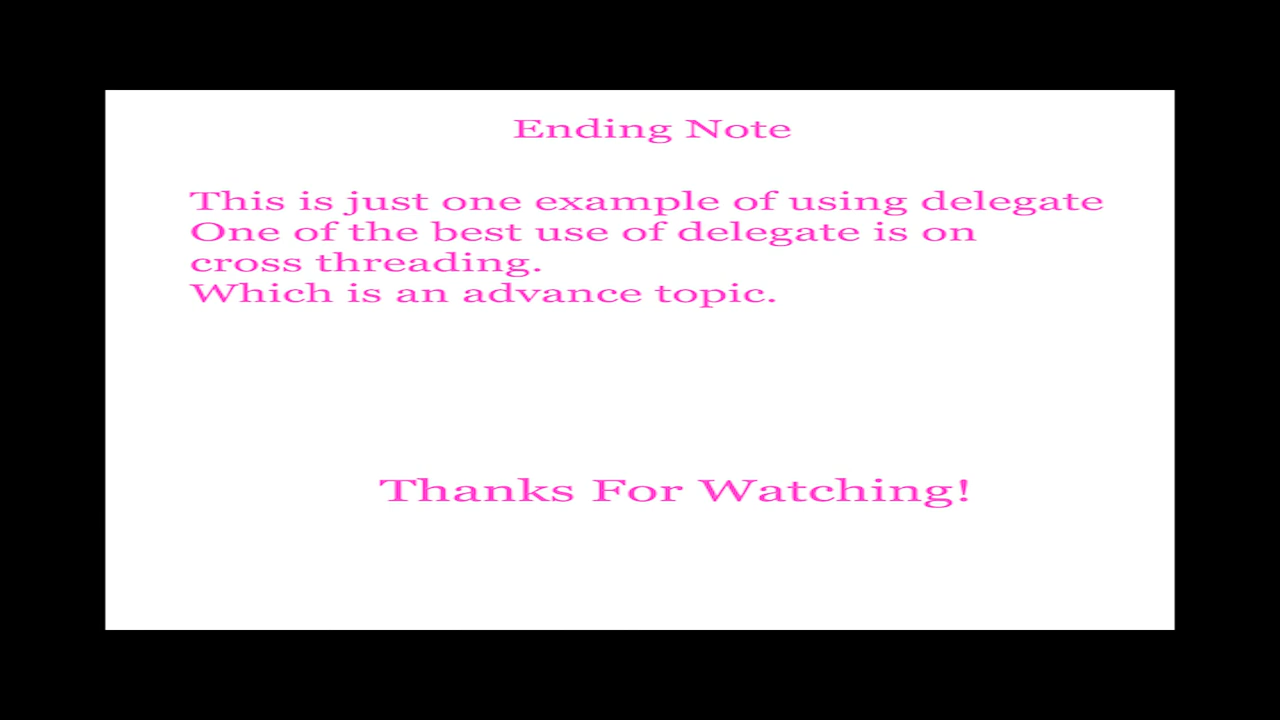 Ending Note
This is just one example of using delegate
One of the best use of delegate is on
cross threading.
Which is an advance topic.
Thanks For Watching!